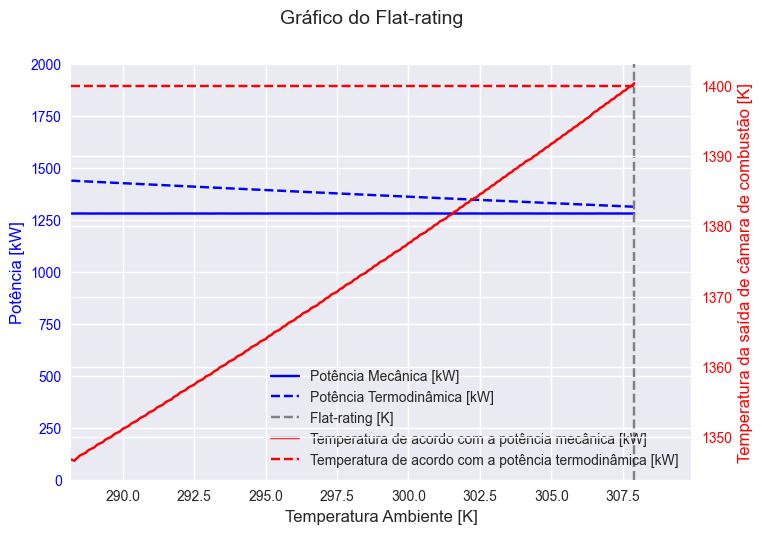 Gráfico do Flat-rating
2000
1750
1500
1250
1000
750
500
250
0
Potência [kW]
1400
1390
1380
1370
1360
1350
Temperatura da saída de câmara de combustão [K]
Potência Mecânica [kW]
Potência Termodinâmica [kW]
Flat-rating [K]
Temperatura de acordo com a potência mecânica [kW]
Temperatura de acordo com a potência termodinâmica [kW]
290.0 292.5 295.0 297.5 300.0 302.5 305.0 307.5
Temperatura Ambiente [K]